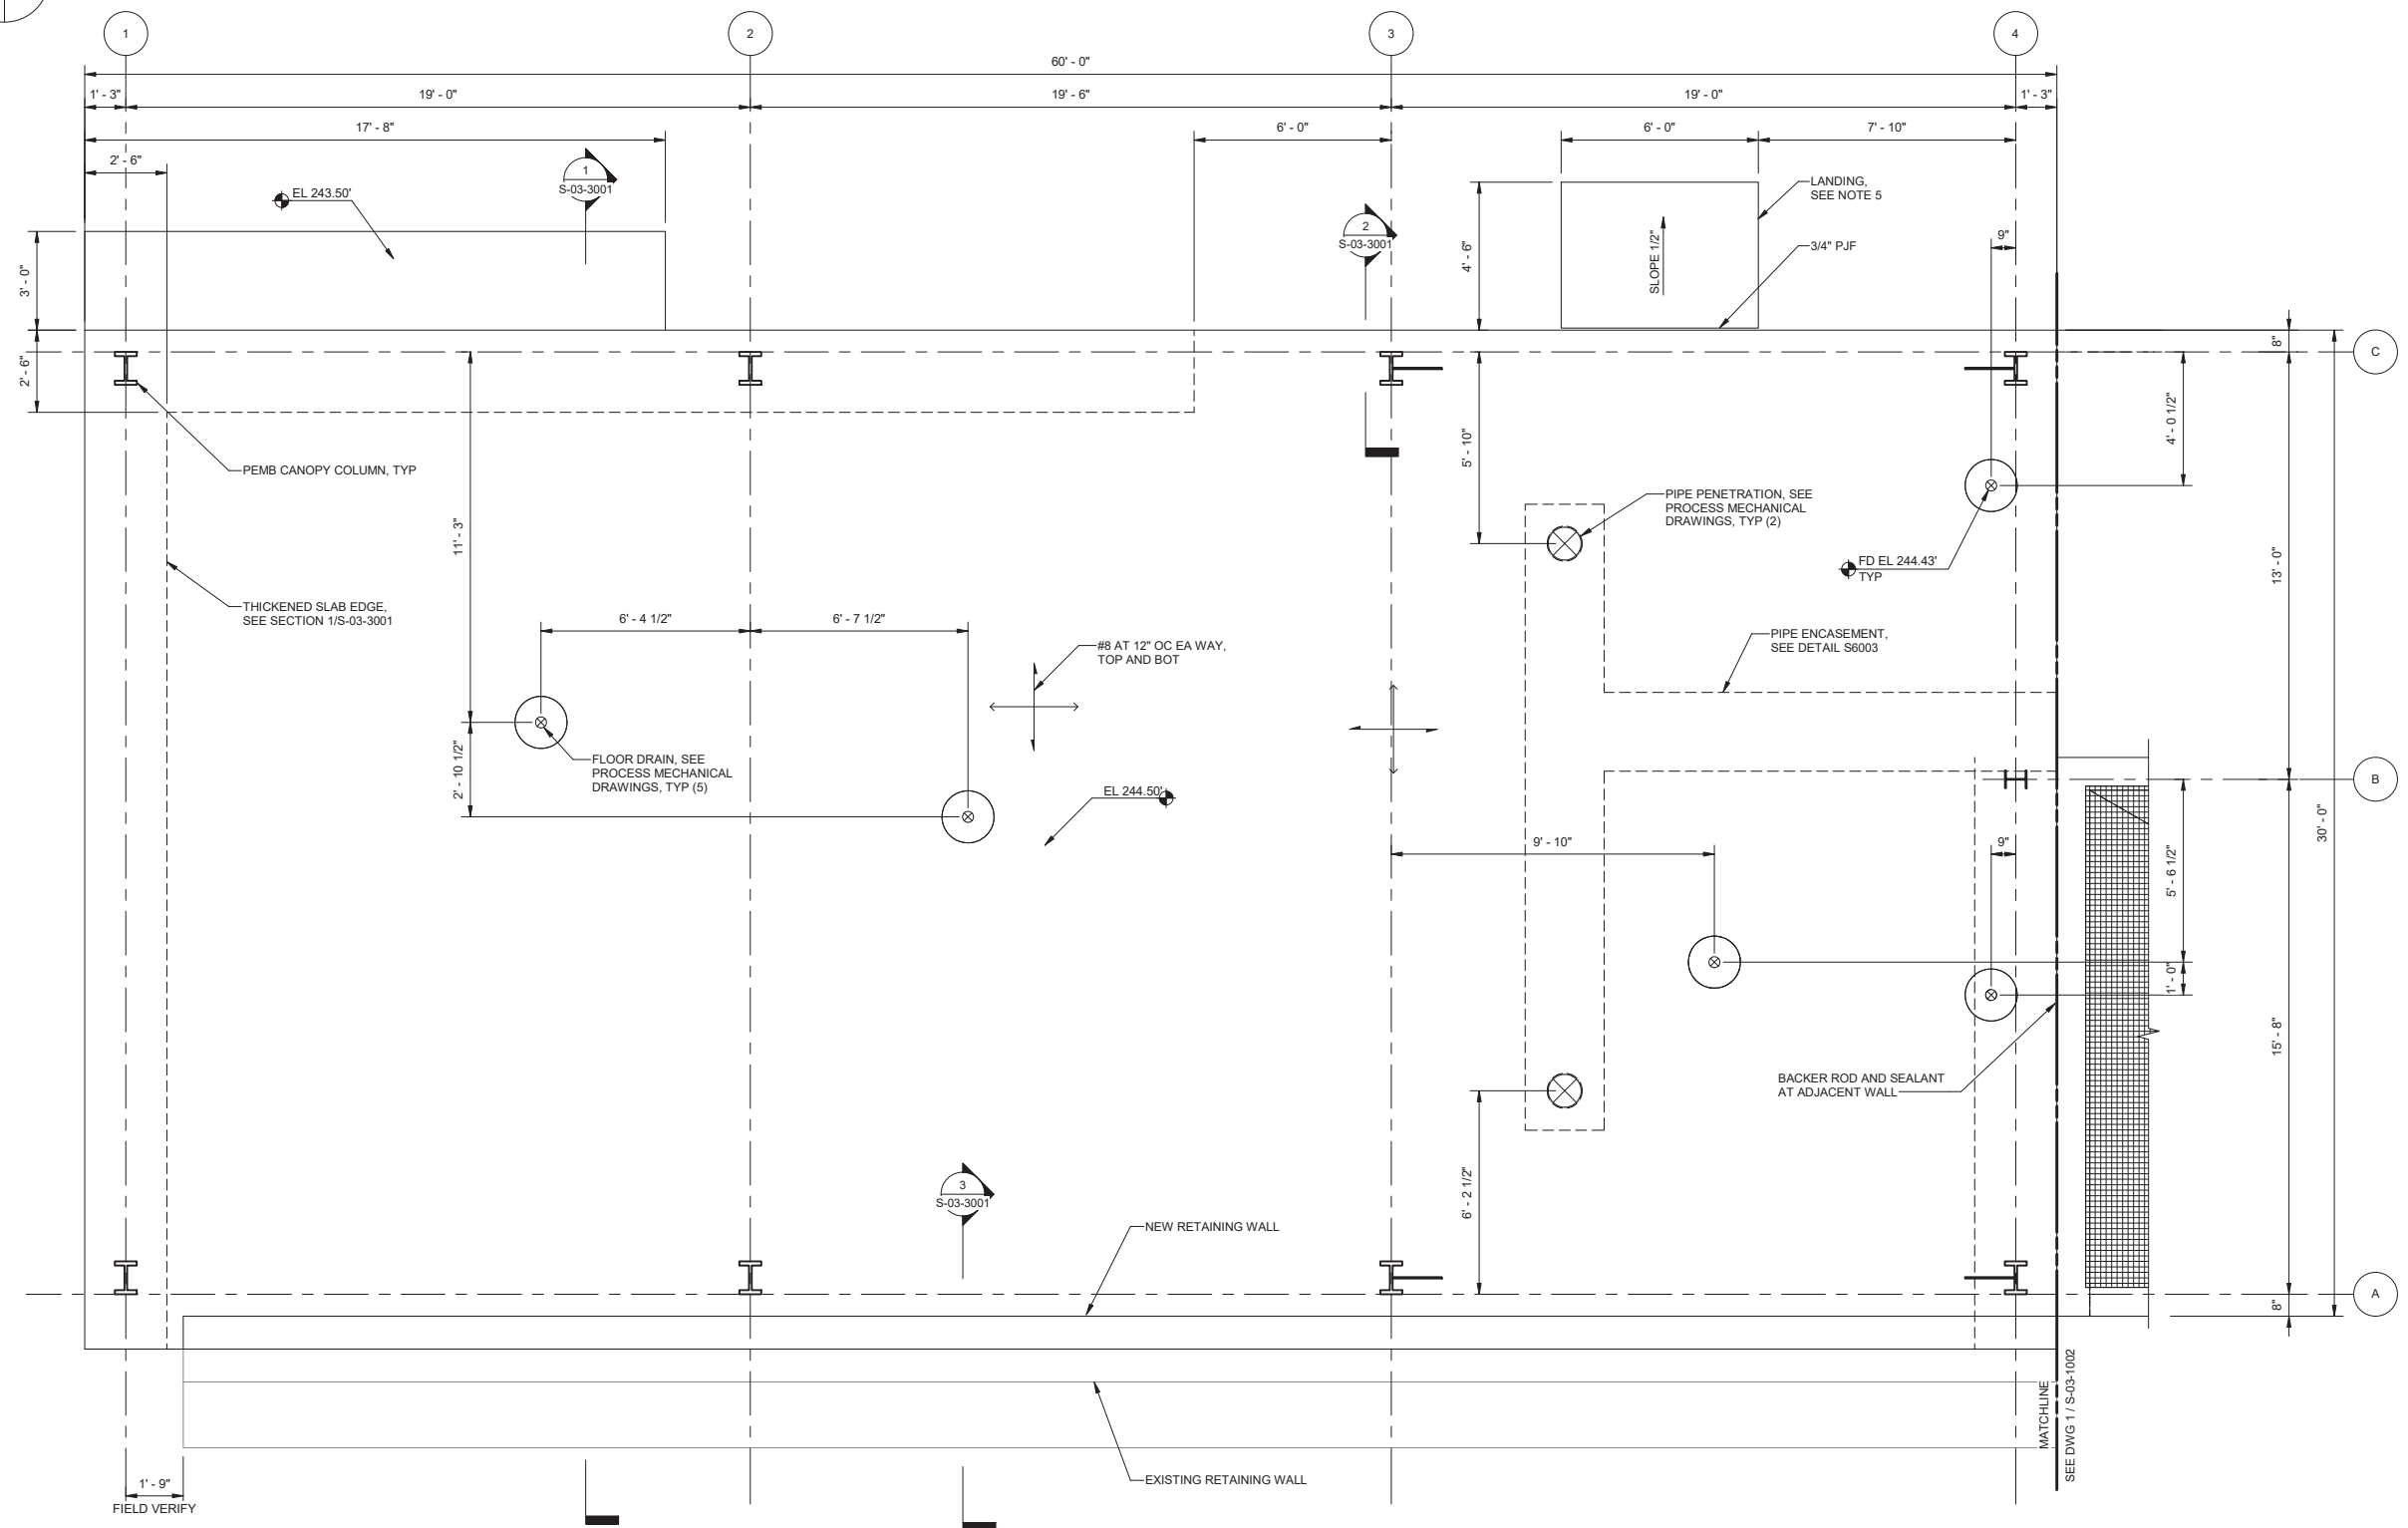 1
2
3
4
60' - 0"
1' - 3"
19' - 0"
19' - 6"
19' - 0"
1' - 3"
17' - 8"
6' - 0"
6' - 0"
7' - 10"
2' - 6"
1
S-03-3001
EL 243.50'
LANDING,
SEE NOTE 5
2
S-03-3001
3/4" PJF
SLOPE 1/2"
4' - 6"
9"
3' - 0"
8"
C
2' - 6"
4' - 0 1/2"
PEMB CANOPY COLUMN, TYP
5' - 10"
PIPE PENETRATION, SEE
PROCESS MECHANICAL
DRAWINGS, TYP (2)
11' - 3"
FD EL 244.43'
TYP
13' - 0"
THICKENED SLAB EDGE,
SEE SECTION 1/S-03-3001
6' - 4 1/2"
6' - 7 1/2"
#8 AT 12" OC EA WAY,
TOP AND BOT
PIPE ENCASEMENT,
SEE DETAIL S6003
FLOOR DRAIN, SEE
PROCESS MECHANICAL
DRAWINGS, TYP (5)
2' - 10 1/2"
EL 244.50'
B
30' - 0"
9' - 10"
9"
5' - 6 1/2"
1' - 0"
15' - 8"
BACKER ROD AND SEALANT
AT ADJACENT WALL
3
S-03-3001
6' - 2 1/2"
NEW RETAINING WALL
A
8"
MATCHLINE
SEE DWG 1 / S-03-1002
EXISTING RETAINING WALL
1' - 9"
FIELD VERIFY